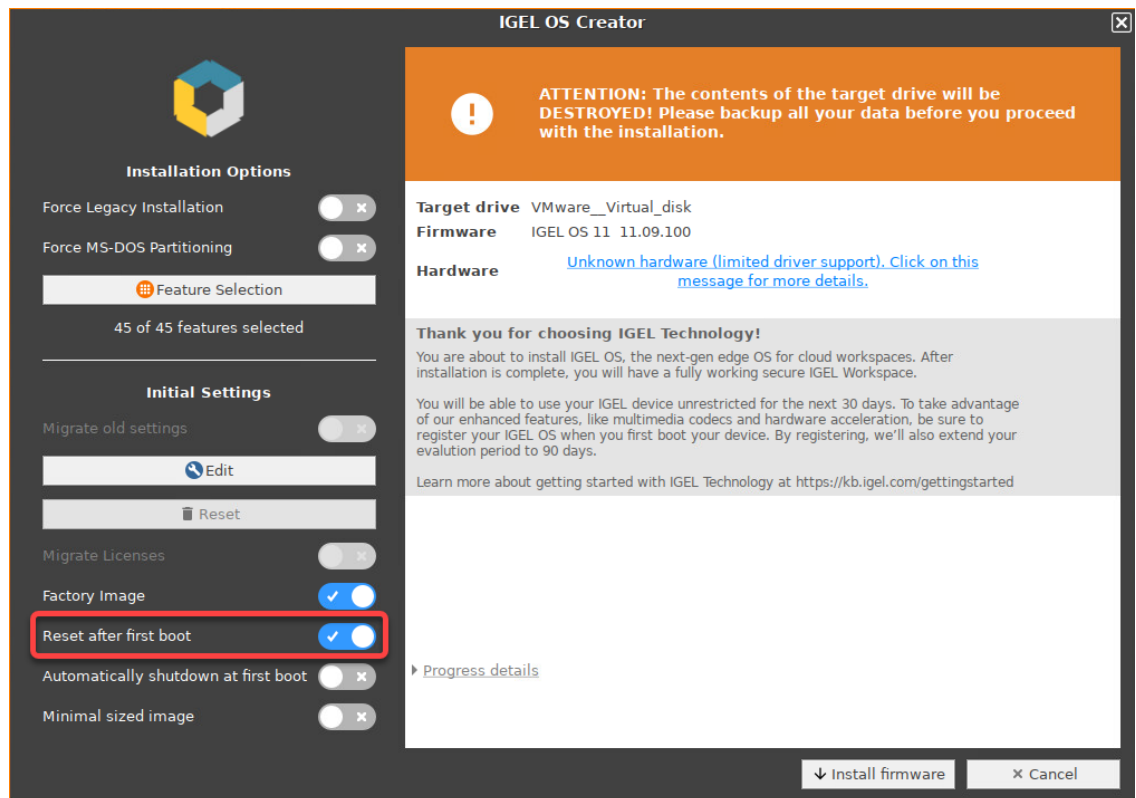 IGEL OS Creator
Installation Options
Force Legacy Installation
Force MS-DOS Partitioning
Feature Selection
45 of 45 features selected
Initial Settings
Migrate old settings
Edit
Reset
Migrate Licenses
Factory Image
Reset after first boot
Automatically shutdown at first boot
Minimal sized image
ATTENTION: The contents of the target drive will be
DESTROYED! Please backup all your data before you proceed
with the installation.
Target drive VMware__Virtual_disk
Firmware IGEL OS 11 11.09.100
Hardware Unknown hardware (limited driver support). Click on this
message for more details.
Thank you for choosing IGEL Technology!
You are about to install IGEL OS, the next-gen edge OS for cloud workspaces. After
installation is complete, you will have a fully working secure IGEL Workspace.
You will be able to use your IGEL device unrestricted for the next 30 days. To take advantage
of our enhanced features, like multimedia codecs and hardware acceleration, be sure to
register your IGEL OS when you first boot your device. By registering, we'll also extend your
evalution period to 90 days.
Learn more about getting started with IGEL Technology at https://kb.igel.com/gettingstarted
Progress details
Install firmware
Cancel